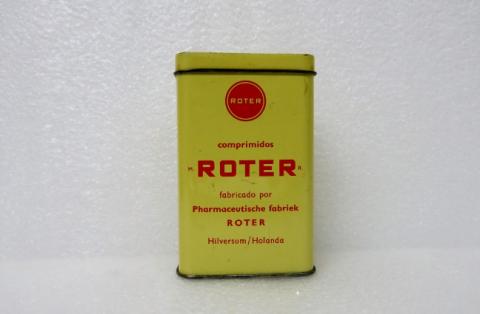 ROTER
comprimidos
M. ROTER R.
fabricado por
Pharmaceutische fabriek
ROTER
Hilversum/Holanda